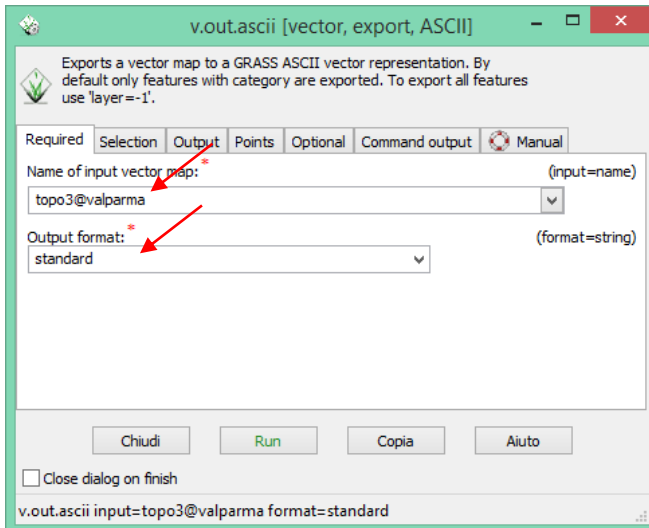 v.out.ascii [vector, export, ASCII]
Exports a vector map to a GRASS ASCII vector representation. By
default only features with category are exported. To export all features
use 'layer=-1'.
Required Selection Output Points Optional Command output Manual
Name of input vector map:* (input=name)
topo3@valparma
Output format:* (format=string)
standard
Chiudi Run Copia Aiuto
Close dialog on finish
v.out.ascii input=topo3@valparma format=standard